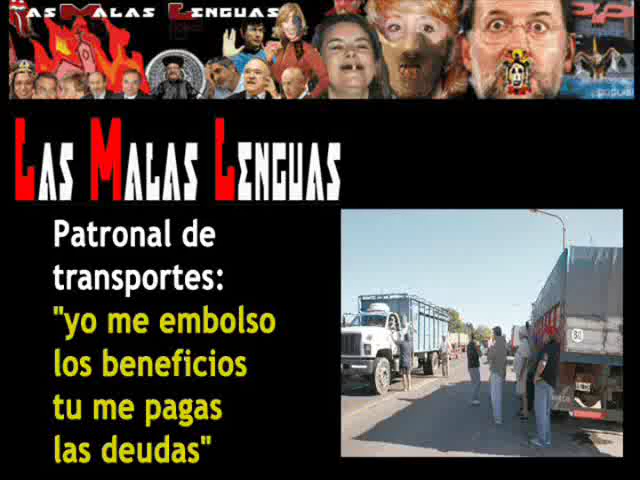 Las Malas Lenguas
Las Malas Lenguas
Patronal de
transportes:
"yo me embolso
los beneficios
tu me pagas
las deudas"
80